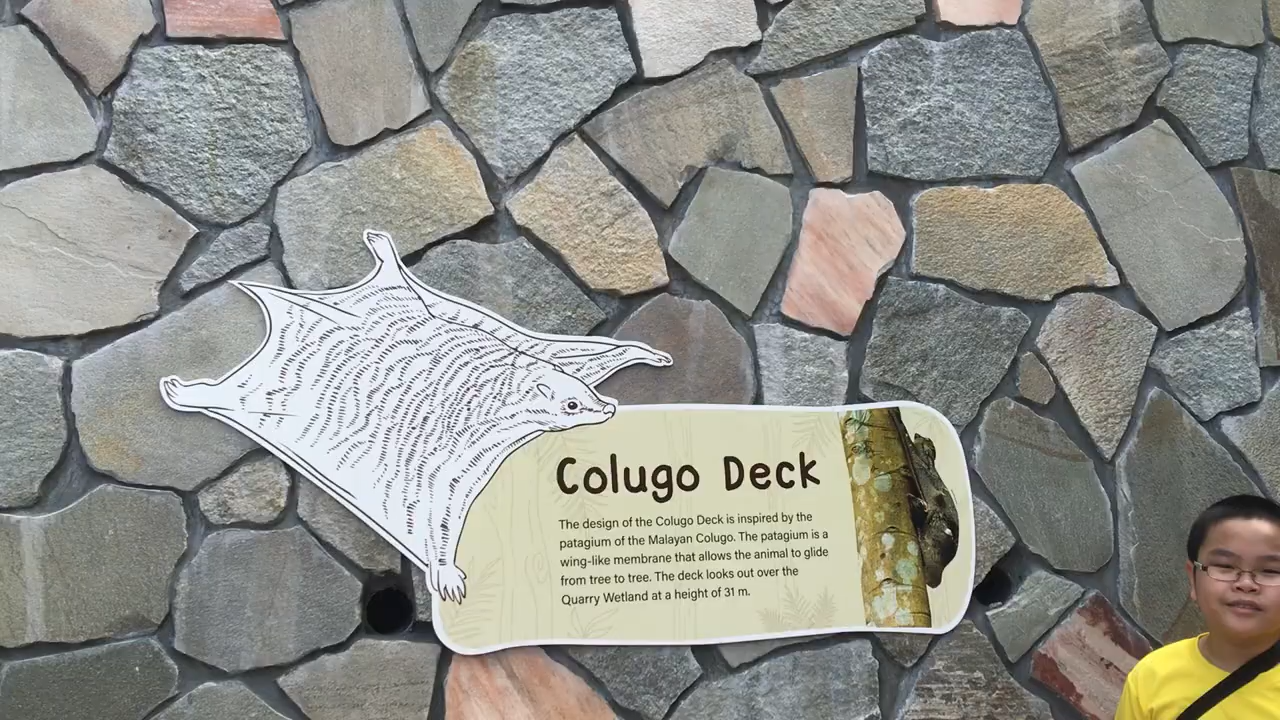 Colugo Deck
The design of the Colugo Deck is inspired by the
patagium of the Malayan Colugo. The patagium is a
wing-like membrane that allows the animal to glide
from tree to tree. The deck looks out over the
Quarry Wetland at a height of 31 m.